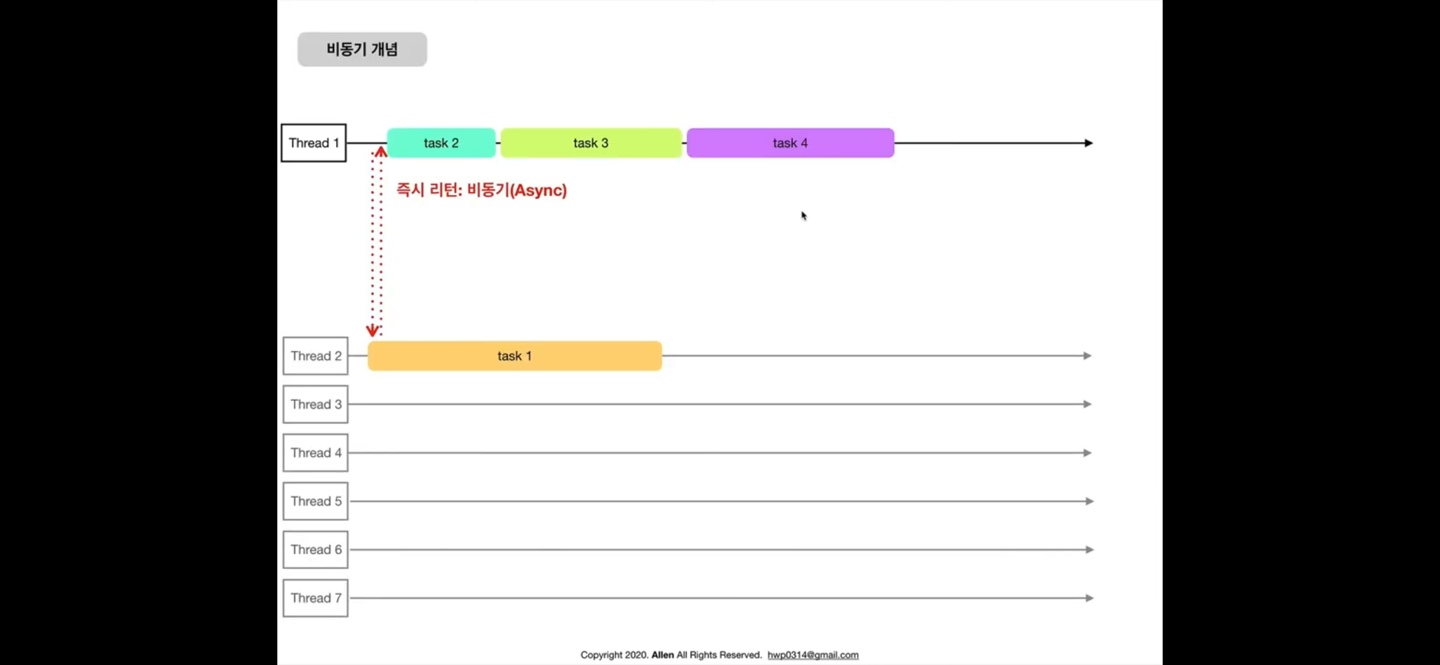 비동기 개념
Thread 1
task 2
task 3
task 4
즉시 리턴: 비동기(Async)
Thread 2
task 1
Thread 3
Thread 4
Thread 5
Thread 6
Thread 7
Copyright 2020. Allen All Rights Reserved. hwp0314@gmail.com